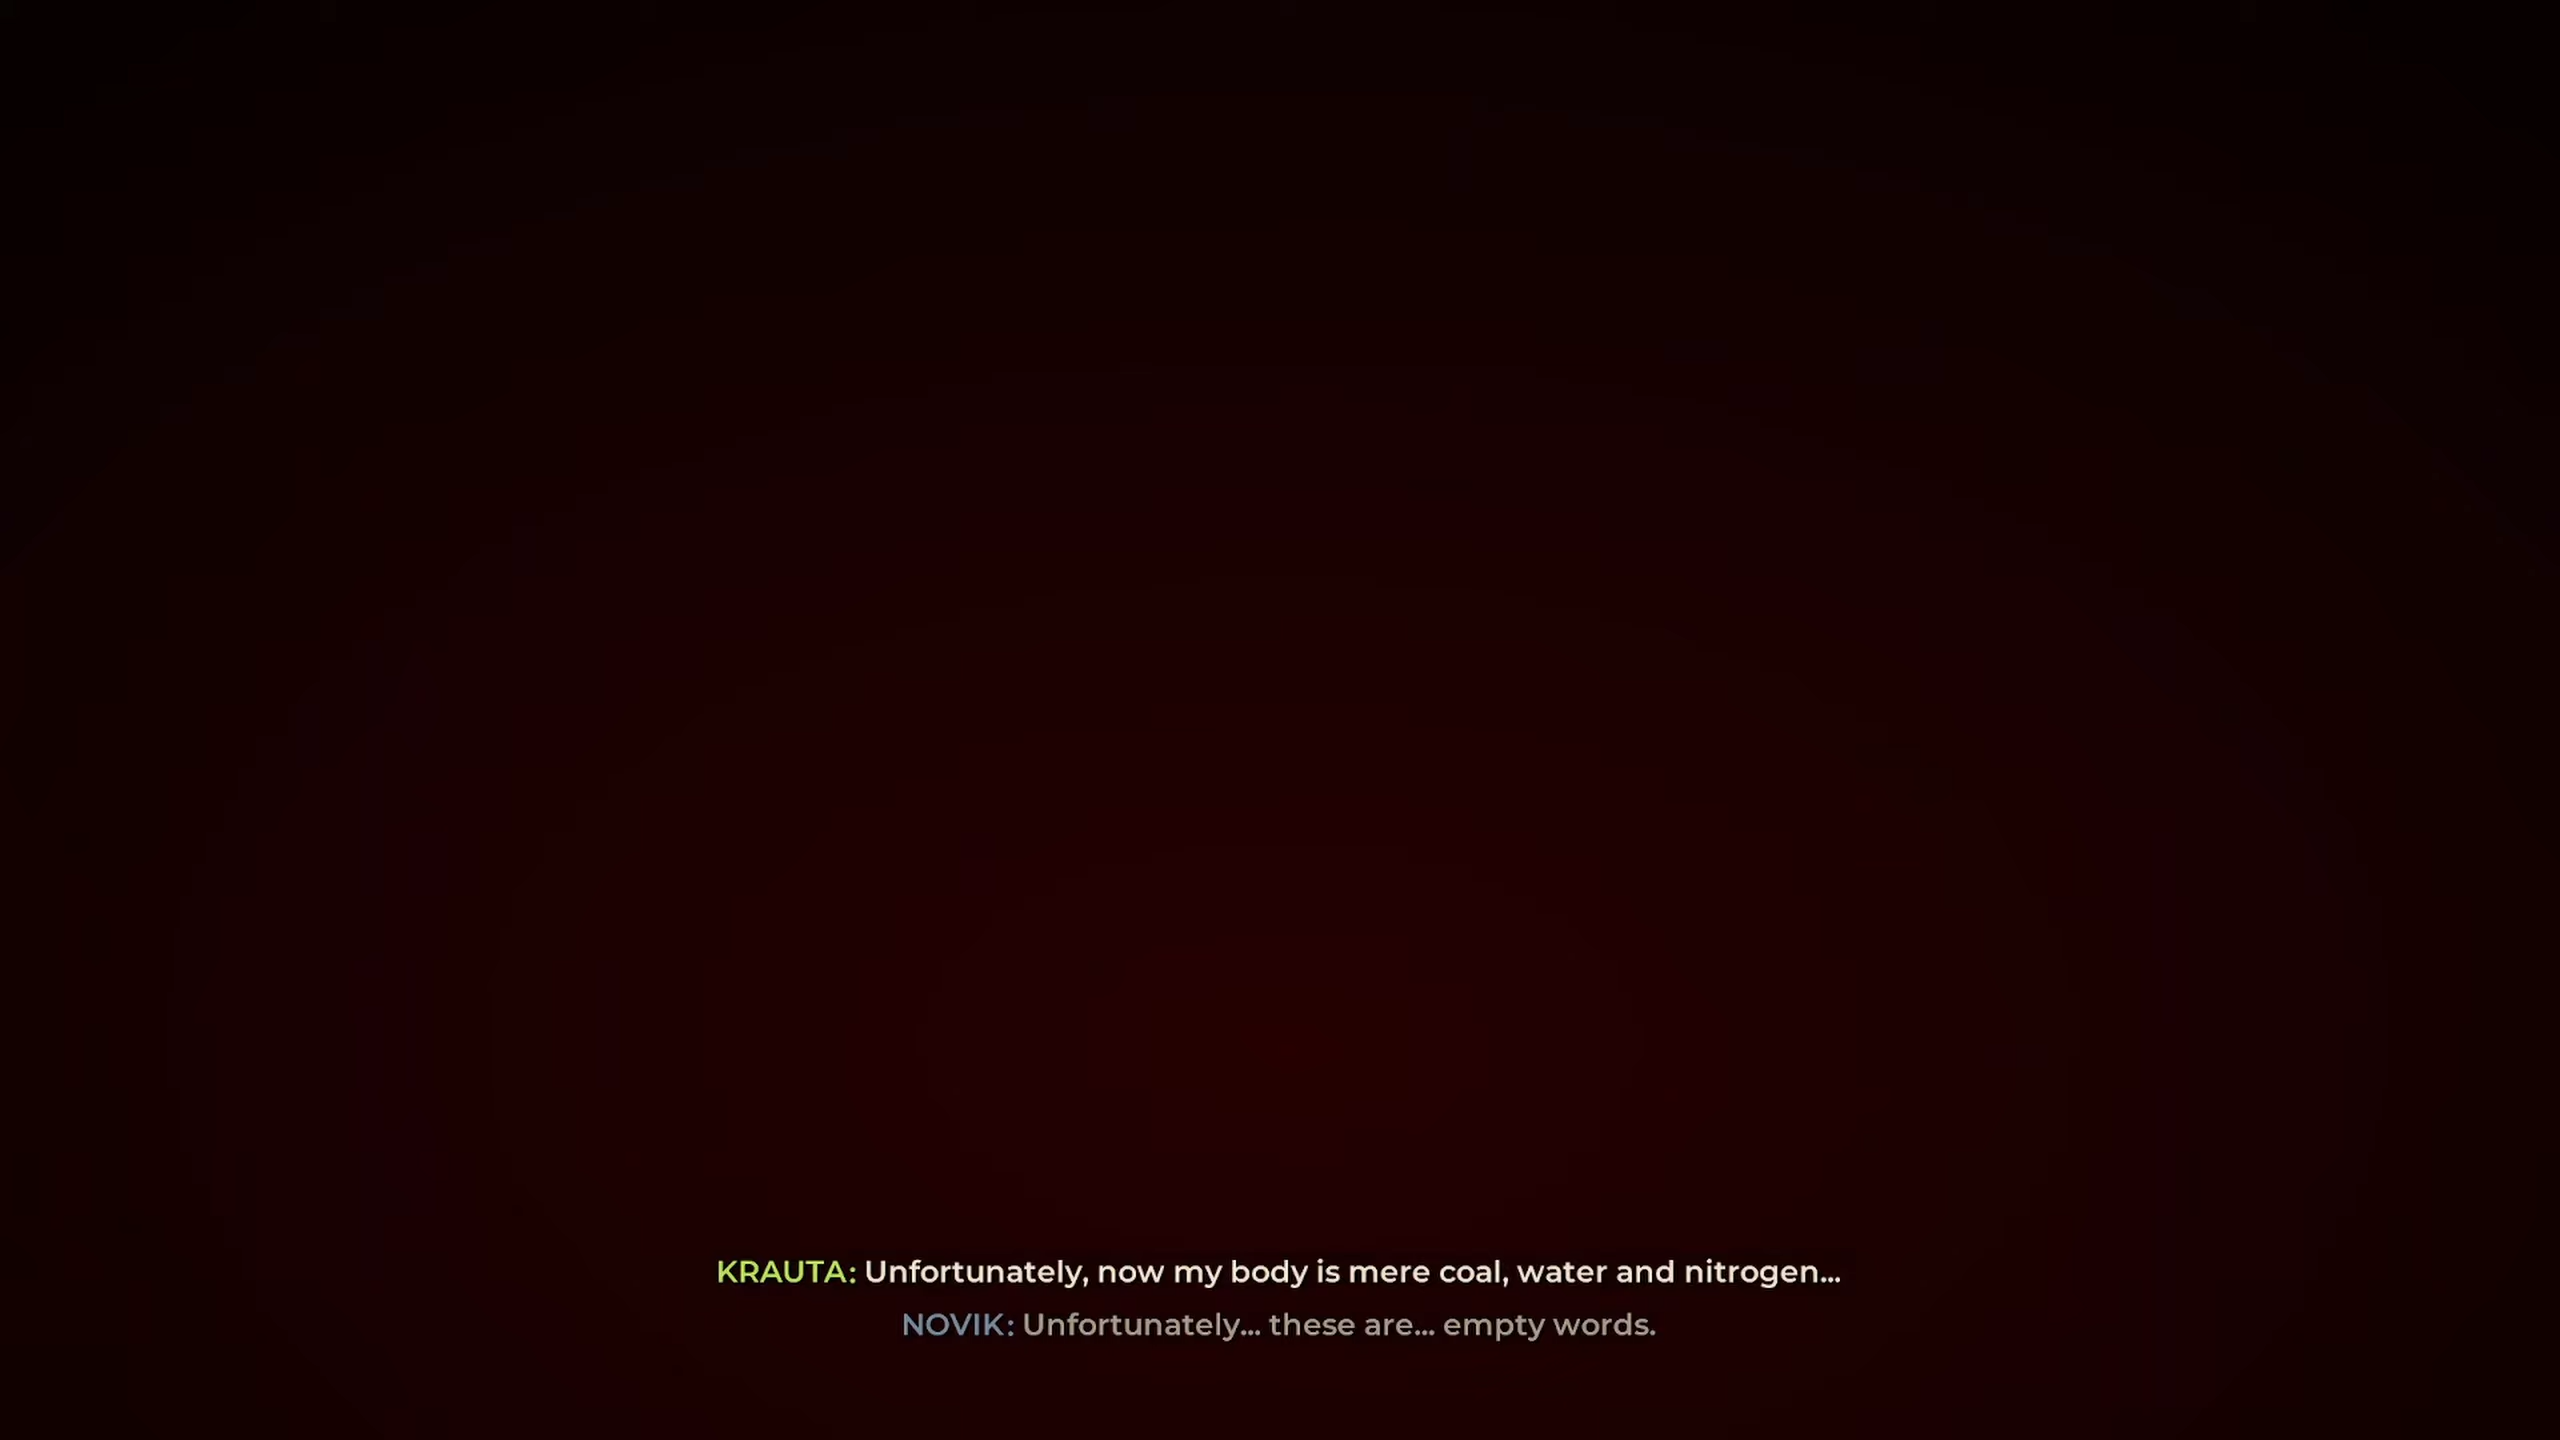 KRAUTA: Unfortunately, now my body is mere coal, water and nitrogen...
NOVIK: Unfortunately... these are... empty words.